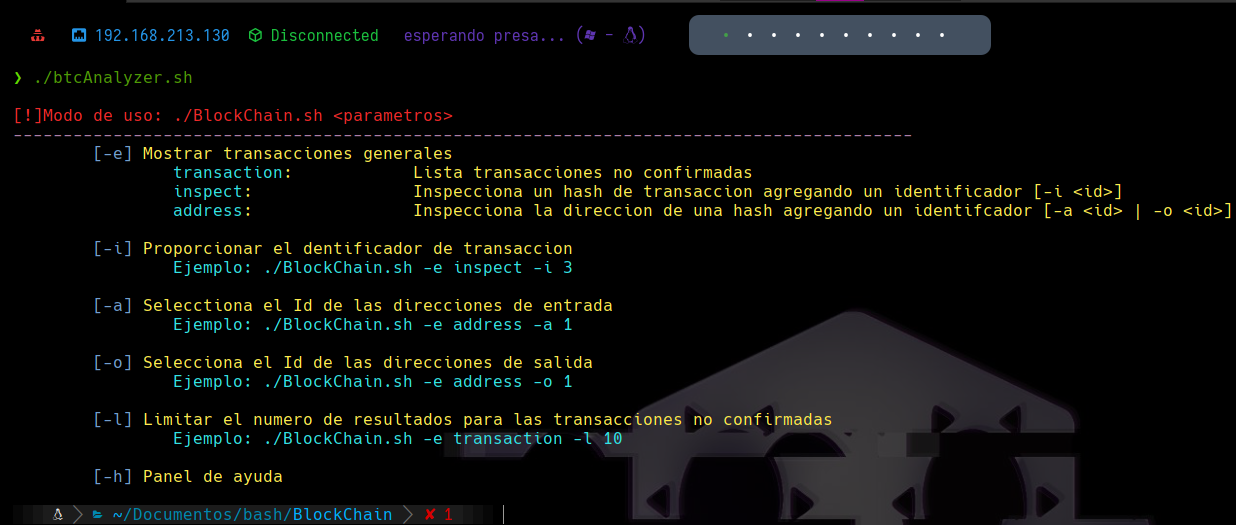 192.168.213.130 Disconnected esperando presa... ( - )
❯ ./btcAnalyzer.sh
[!]Modo de uso: ./BlockChain.sh <parametros>
------------------------------------------------------------------------------------------
[-e] Mostrar transacciones generales
transaction: Lista transacciones no confirmadas
inspect: Inspecciona un hash de transaccion agregando un identificador [-i <id>]
address: Inspecciona la direccion de una hash agregando un identifcador [-a <id> | -o <id>]
[-i] Proporcionar el dentificador de transaccion
Ejemplo: ./BlockChain.sh -e inspect -i 3
[-a] Selecctiona el Id de las direcciones de entrada
Ejemplo: ./BlockChain.sh -e address -a 1
[-o] Selecciona el Id de las direcciones de salida
Ejemplo: ./BlockChain.sh -e address -o 1
[-l] Limitar el numero de resultados para las transacciones no confirmadas
Ejemplo: ./BlockChain.sh -e transaction -l 10
[-h] Panel de ayuda
~/Documentos/bash/BlockChain ✘ 1